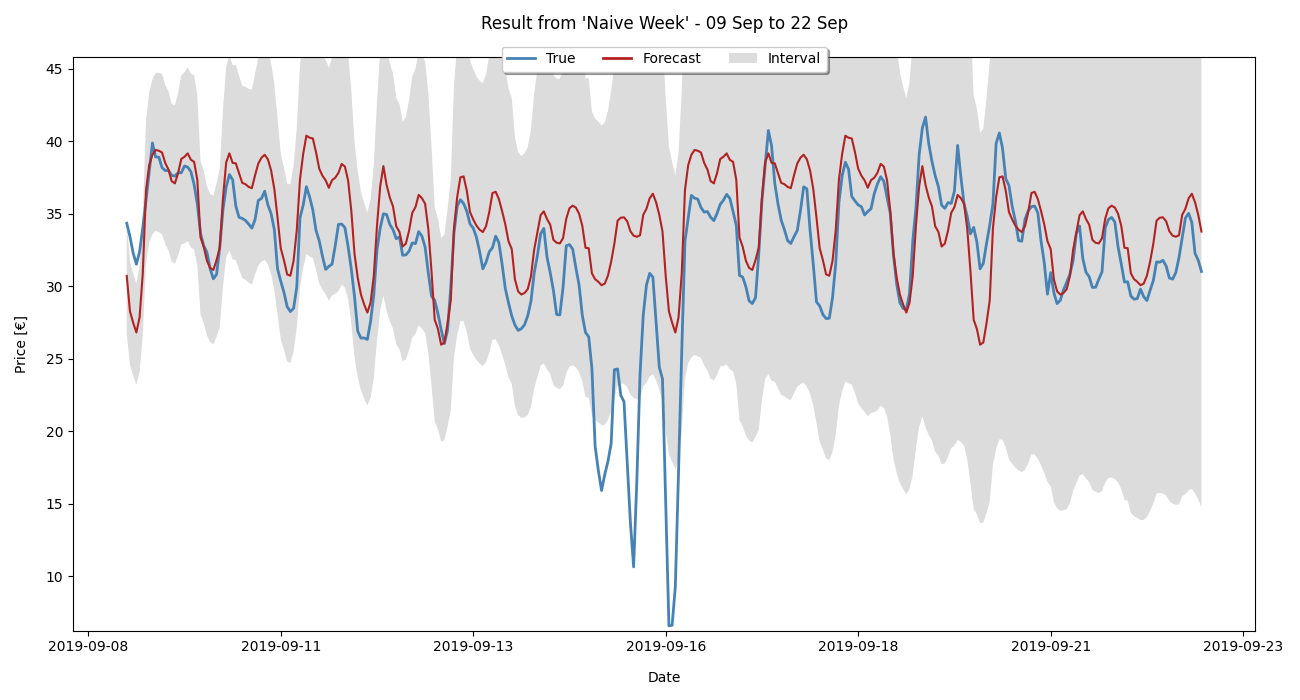 Result from 'Naive Week' - 09 Sep to 22 Sep
True Forecast Interval
45
40
35
30
25
20
15
10
Price [€]
2019-09-08 2019-09-11 2019-09-13 2019-09-16 2019-09-18 2019-09-21 2019-09-23
Date